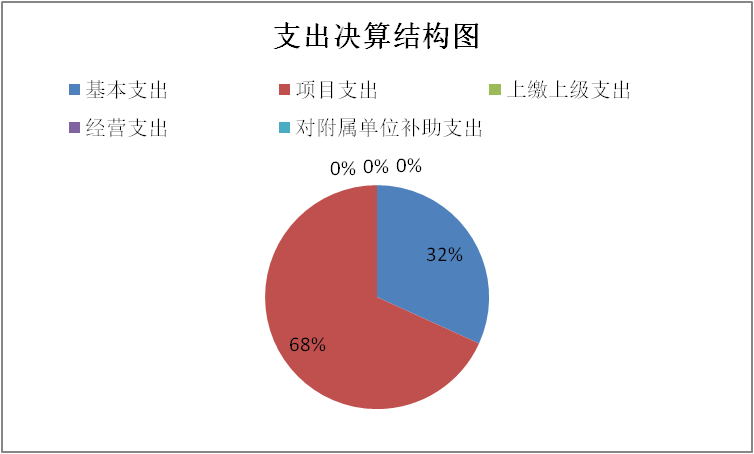 支出决算结构图
基本支出 项目支出 上缴上级支出
经营支出 对附属单位补助支出
0% 0% 0%
32%
68%